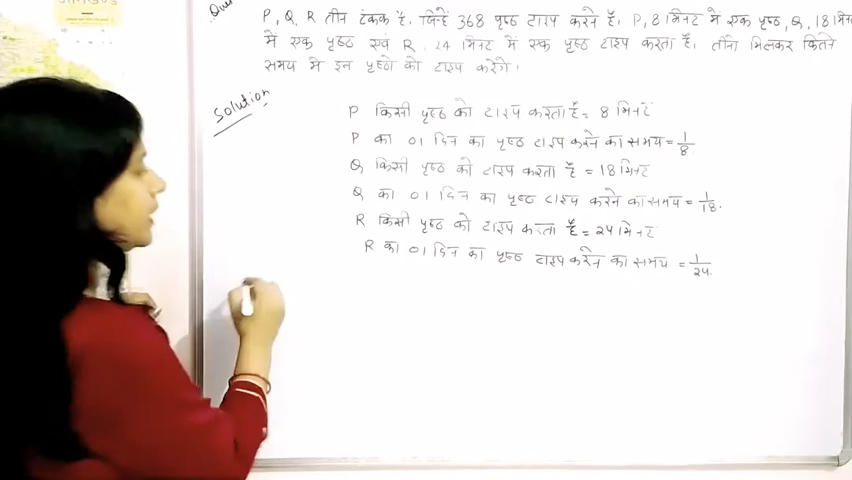 Ques
P, Q, R तीन टंकक है, जिन्हें 368 पृष्ठ टाइप करने हैं, P, 8 मिनट में एक पृष्ठ, Q, 18 मिनट
में एक पृष्ठ एवं R, 24 मिनट में एक पृष्ठ टाइप करता है। तीनों मिलकर कितने
समय मे इन पृष्ठो को टाइप करेंगे।
Solution
P किसी पृष्ठ को टाइप करता है = 8 मिनट
P का 01 दिन का पृष्ठ टाइप करने का समय = 1/8
Q किसी पृष्ठ को टाइप करता है = 18 मिनट
Q का 01 दिन का पृष्ठ टाइप करने का समय = 1/18.
R किसी पृष्ठ को टाइप करता है = 24 मिनट
R का 01 दिन का पृष्ठ टाइप करने का समय = 1/24.